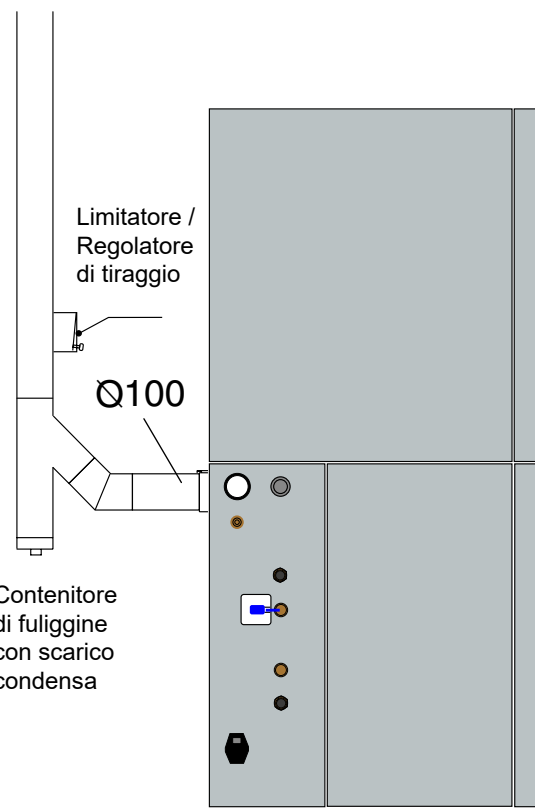 Limitatore /
Regolatore
di tiraggio
Ø100
Contenitore
di fuliggine
con scarico
condensa